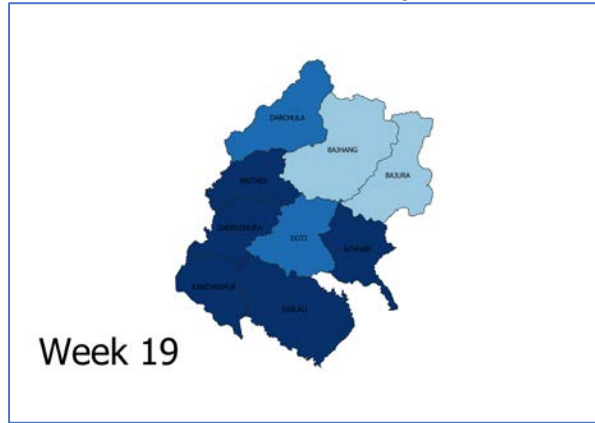 DARCHULA
BAJHANG
BAJURA
BAITADI
DADELDHURA
DOTI
ACHHAM
KANCHANPUR
KAILALI
Week 19